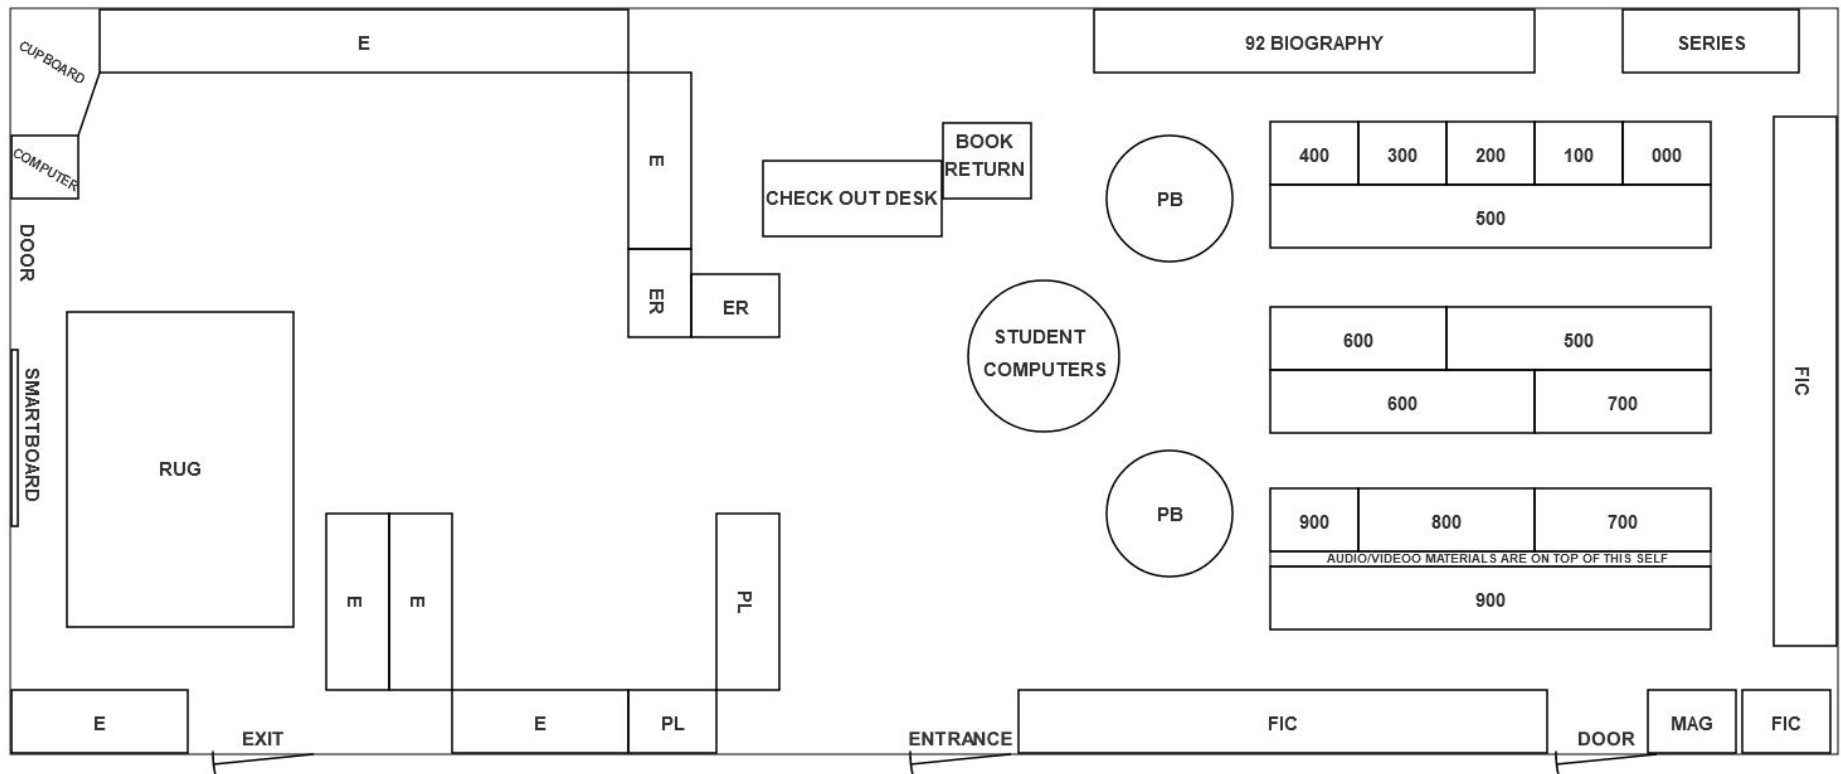 CUPBOARD
E
92 BIOGRAPHY
SERIES
COMPUTER
E
BOOK
RETURN
CHECK OUT DESK
PB
400
300
200
100
000
500
DOOR
ER
ER
STUDENT
COMPUTERS
600
500
600
700
FIC
SMARTBOARD
RUG
PB
900
800
700
AUDIO/VIDEOO MATERIALS ARE ON TOP OF THIS SELF
900
E
E
PL
E
EXIT
E
PL
ENTRANCE
FIC
DOOR
MAG
FIC